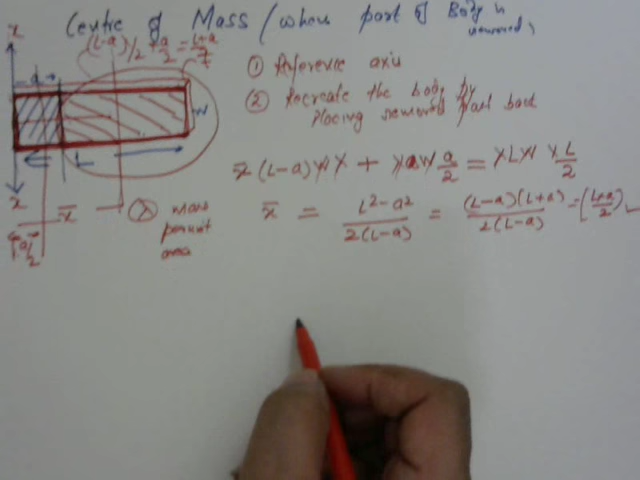 Centre of Mass (when part of Body is removed)
(L-a)/2 + a/2 = L+a/2
① Reference axis
② Recreate the body by
placing removed part back
x
a
W
L
x̄ (L-a) W λ + λ a W a/2 = λ L W × L/2
x
x̄
a/2
λ mass
per unit
area
x̄ = L²-a² / 2(L-a) = (L-a)(L+a) / 2(L-a) = (L+a / 2)